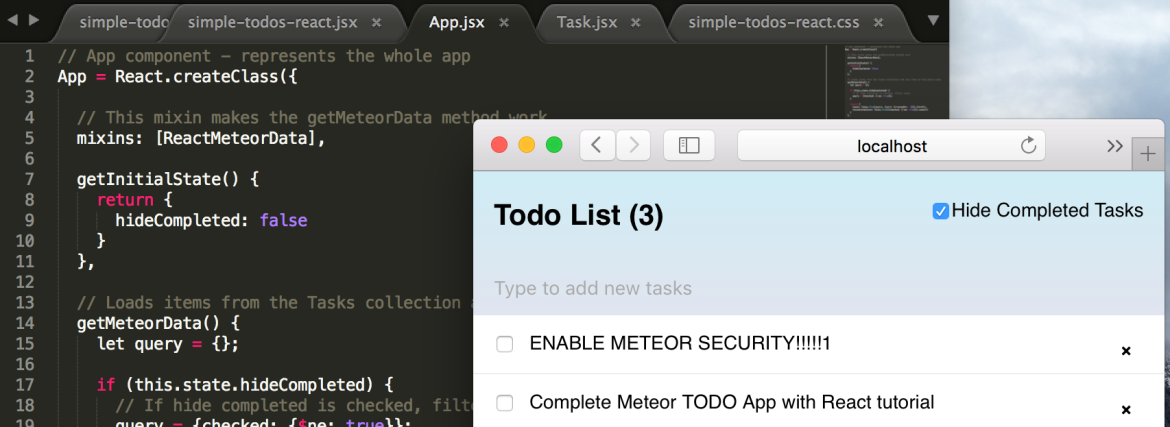 simple-todo simple-todos-react.jsx × App.jsx × Task.jsx × simple-todos-react.css ×
1 // App component – represents the whole app
2 App = React.createClass({
3
4 // This mixin makes the getMeteorData method work
5 mixins: [ReactMeteorData],
6
7 getInitialState() {
8 return {
9 hideCompleted: false
10 }
11 },
12
13 // Loads items from the Tasks collection
14 getMeteorData() {
15 let query = {};
16
17 if (this.state.hideCompleted) {
18 // If hide completed is checked, filt
19 query = {checked: {$ne: true}};
localhost
Todo List (3)
Hide Completed Tasks
Type to add new tasks
ENABLE METEOR SECURITY!!!!!1 ×
Complete Meteor TODO App with React tutorial ×